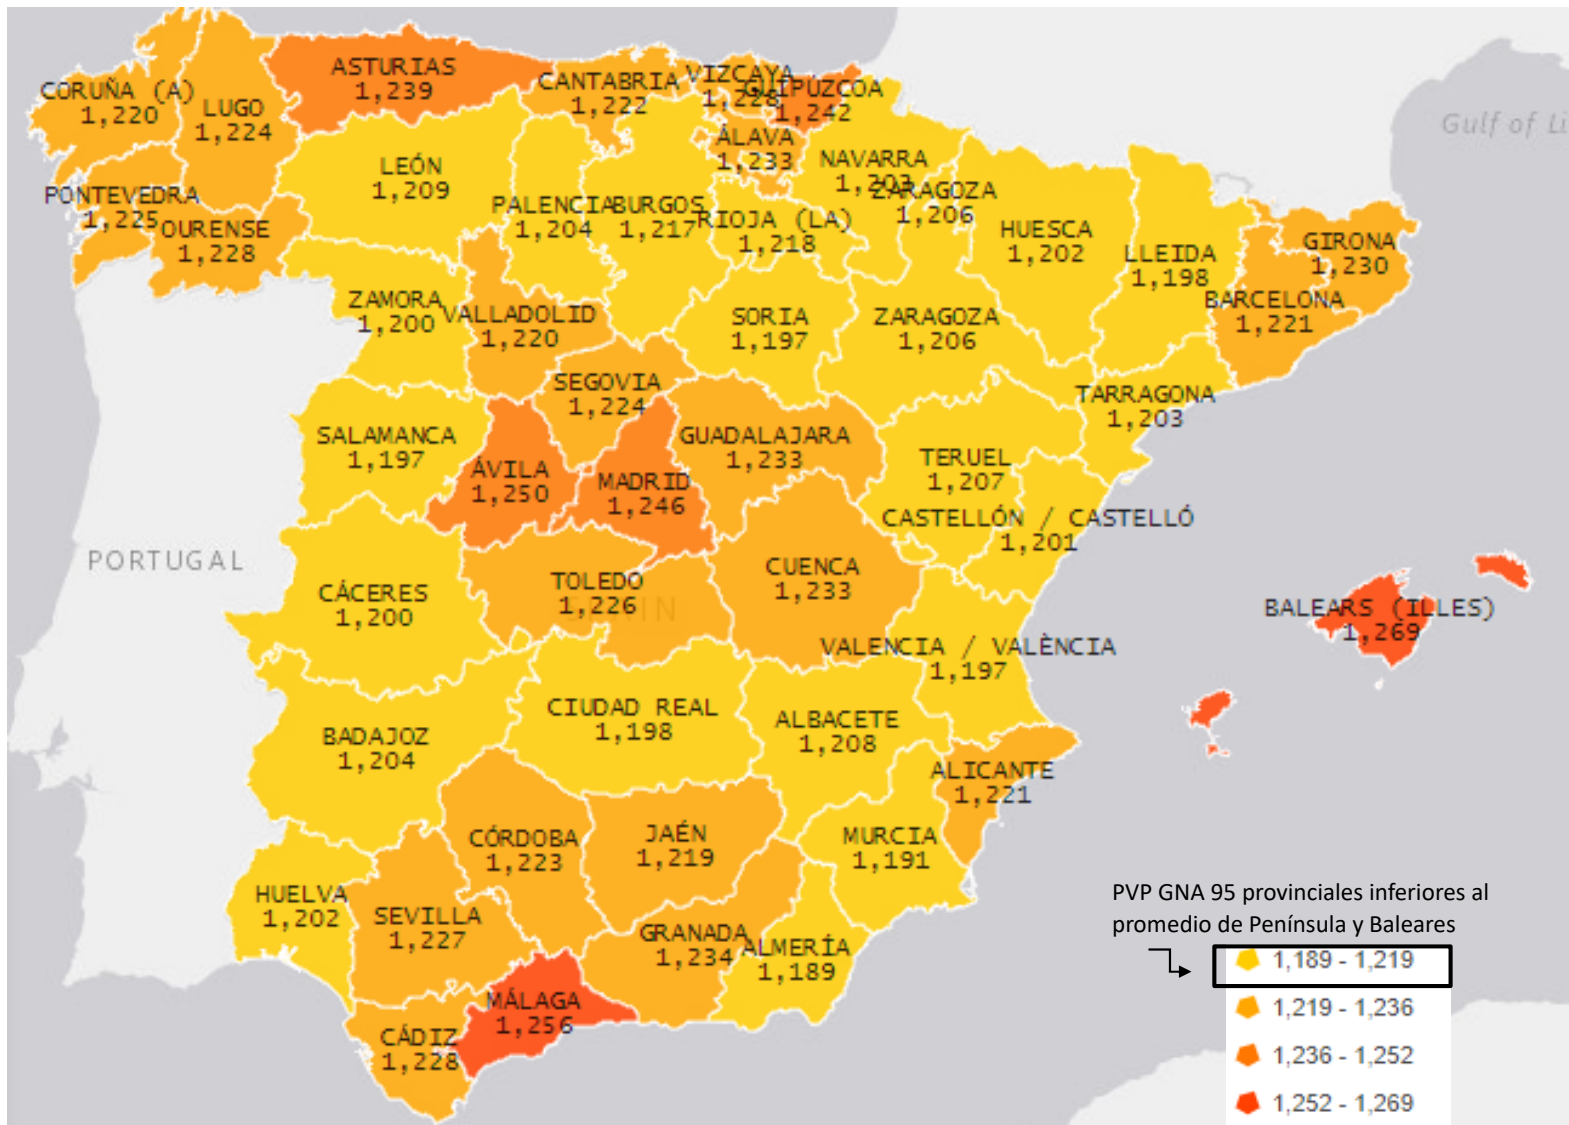 ASTURIAS
1,239
CORUÑA (A)
1,220
LUGO
1,224
CANTABRIA
1,222
VIZCAYA
1,228
GUIPUZCOA
1,242
ÁLAVA
1,233
Gulf of Li
LEÓN
1,209
NAVARRA
1,203
PONTEVEDRA
1,225
OURENSE
1,228
PALENCIA
1,204
BURGOS
1,217
RIOJA (LA)
1,218
ZARAGOZA
1,206
HUESCA
1,202
LLEIDA
1,198
GIRONA
1,230
BARCELONA
1,221
ZAMORA
1,200
VALLADOLID
1,220
SORIA
1,197
ZARAGOZA
1,206
SEGOVIA
1,224
TARRAGONA
1,203
SALAMANCA
1,197
ÁVILA
1,250
MADRID
1,246
GUADALAJARA
1,233
TERUEL
1,207
CASTELLÓN / CASTELLÓ
1,201
PORTUGAL
CÁCERES
1,200
TOLEDO
1,226
CUENCA
1,233
BALEARS (ILLES)
1,269
VALENCIA / VALÈNCIA
1,197
BADAJOZ
1,204
CIUDAD REAL
1,198
ALBACETE
1,208
ALICANTE
1,221
CÓRDOBA
1,223
JAÉN
1,219
MURCIA
1,191
HUELVA
1,202
SEVILLA
1,227
GRANADA
1,234
ALMERÍA
1,189
MÁLAGA
1,256
CÁDIZ
1,228
PVP GNA 95 provinciales inferiores al
promedio de Península y Baleares
1,189 - 1,219
1,219 - 1,236
1,236 - 1,252
1,252 - 1,269